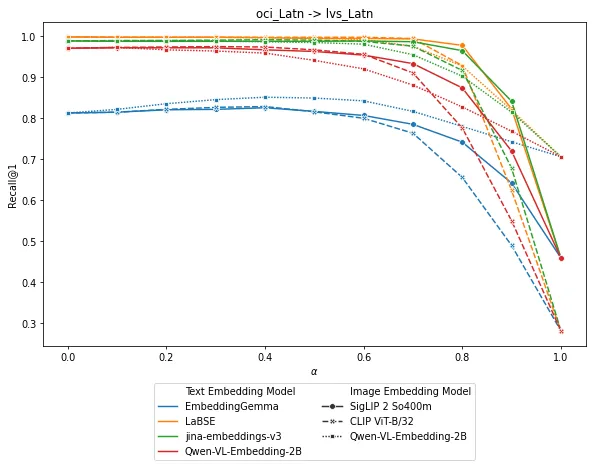 oci_Latn -> lvs_Latn
Recall@1
1.0
0.9
0.8
0.7
0.6
0.5
0.4
0.3
0.0 0.2 0.4 0.6 0.8 1.0
α
Text Embedding Model Image Embedding Model
EmbeddingGemma SigLIP 2 So400m
LaBSE CLIP ViT-B/32
jina-embeddings-v3 Qwen-VL-Embedding-2B
Qwen-VL-Embedding-2B